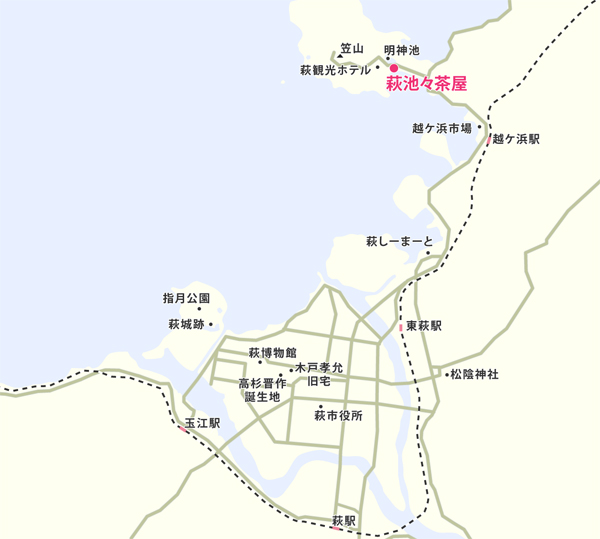 笠山
明神池
萩観光ホテル
萩池々茶屋
越ケ浜市場
越ケ浜駅
萩しーまーと
指月公園
萩城跡
東萩駅
萩博物館
木戸孝允
旧宅
高杉晋作
誕生地
松陰神社
萩市役所
玉江駅
萩駅